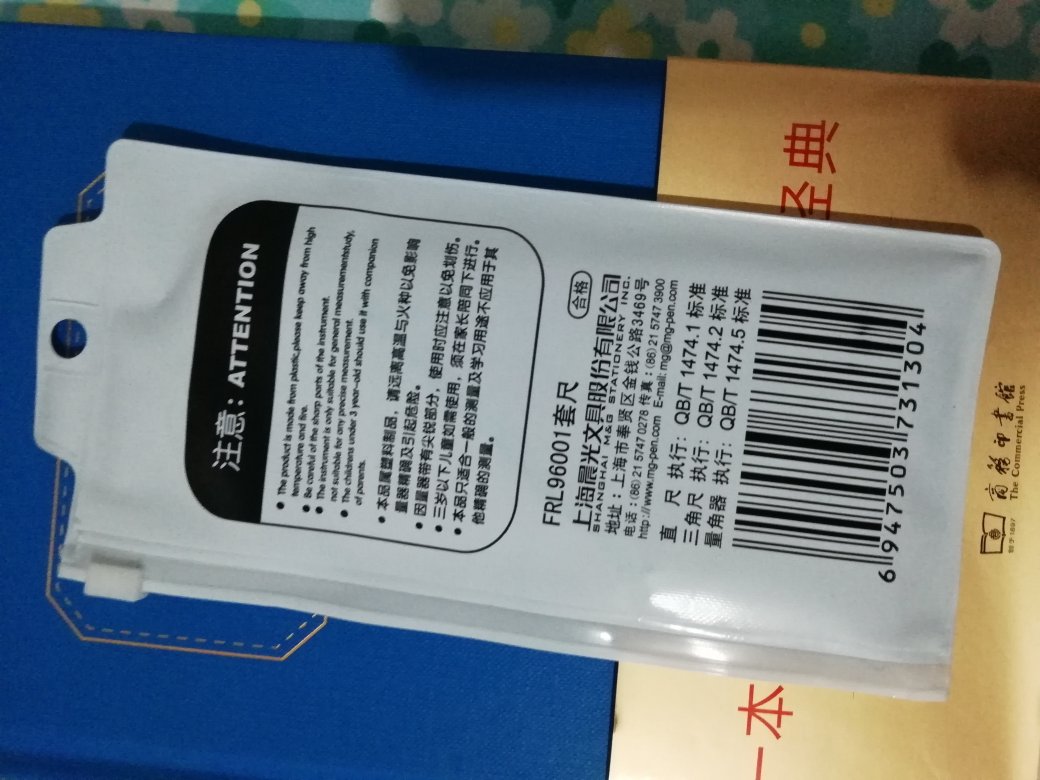 注意：ATTENTION
● The product is made from plastic,please keep away from high
temperature and fire.
● Be careful of the sharp parts of the instrument.
● The instrument is only suitable for general measurementstudy,
not suitable for any precise measurement.
● The childrens under 3 year-old should use it with companion
of parents.
● 本品属塑料制品，请远离高温与火种以免影响
量器精确及引起危险。
● 因量器带有尖锐部分，使用时应注意以免划伤。
● 三岁以下儿童如需使用，须在家长陪同下进行。
● 本品只适合一般的测量及学习用途不应用于其
他精确的测量。
FRL96001套尺
合格
上海晨光文具股份有限公司
SHANGHAI M&G STATIONERY INC.
地址：上海市奉贤区金钱公路3469号
电话：(86) 21 5747 0278 传真：(86) 21 5747 3900
http://www.mg-pen.com E-mail: mg@mg-pen.com
直 尺 执行：QB/T 1474.1 标准
三角尺 执行：QB/T 1474.2 标准
量角器 执行：QB/T 1474.5 标准
6 947503 731304
一本
经典
商务印书馆
The Commercial Press
创于1897